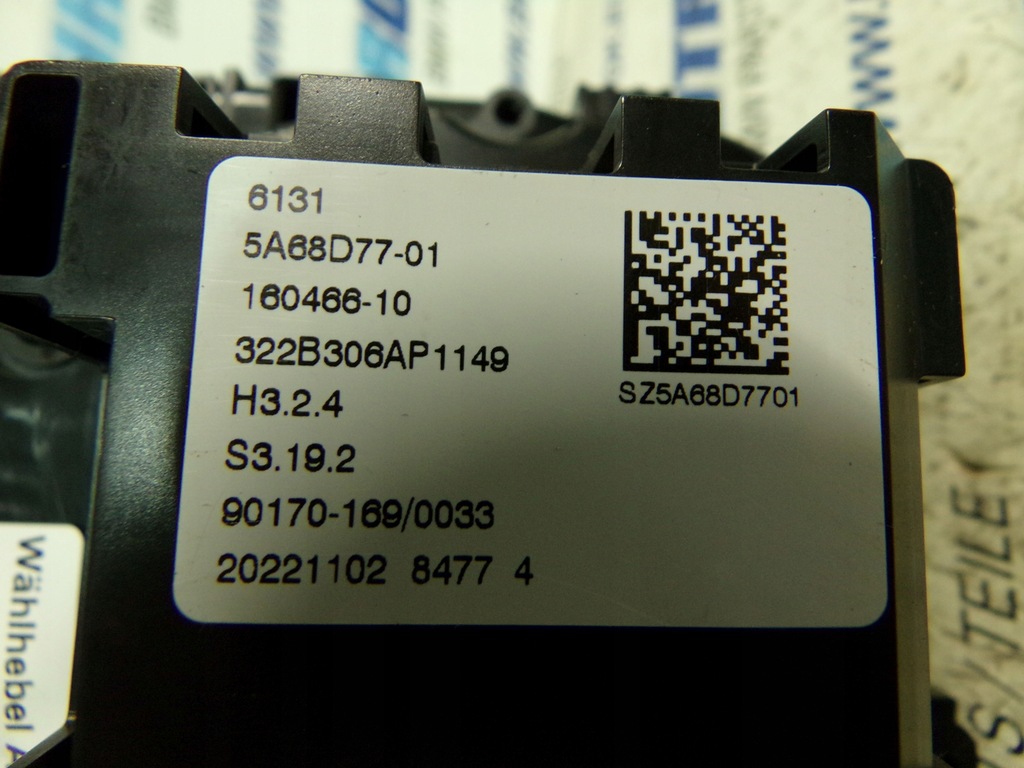 6131
5A68D77-01
160466-10
322B306AP1149
H3.2.4
S3.19.2
90170-169/0033
20221102 8477 4
SZ5A68D7701
Wählhebel A
S/TEILE